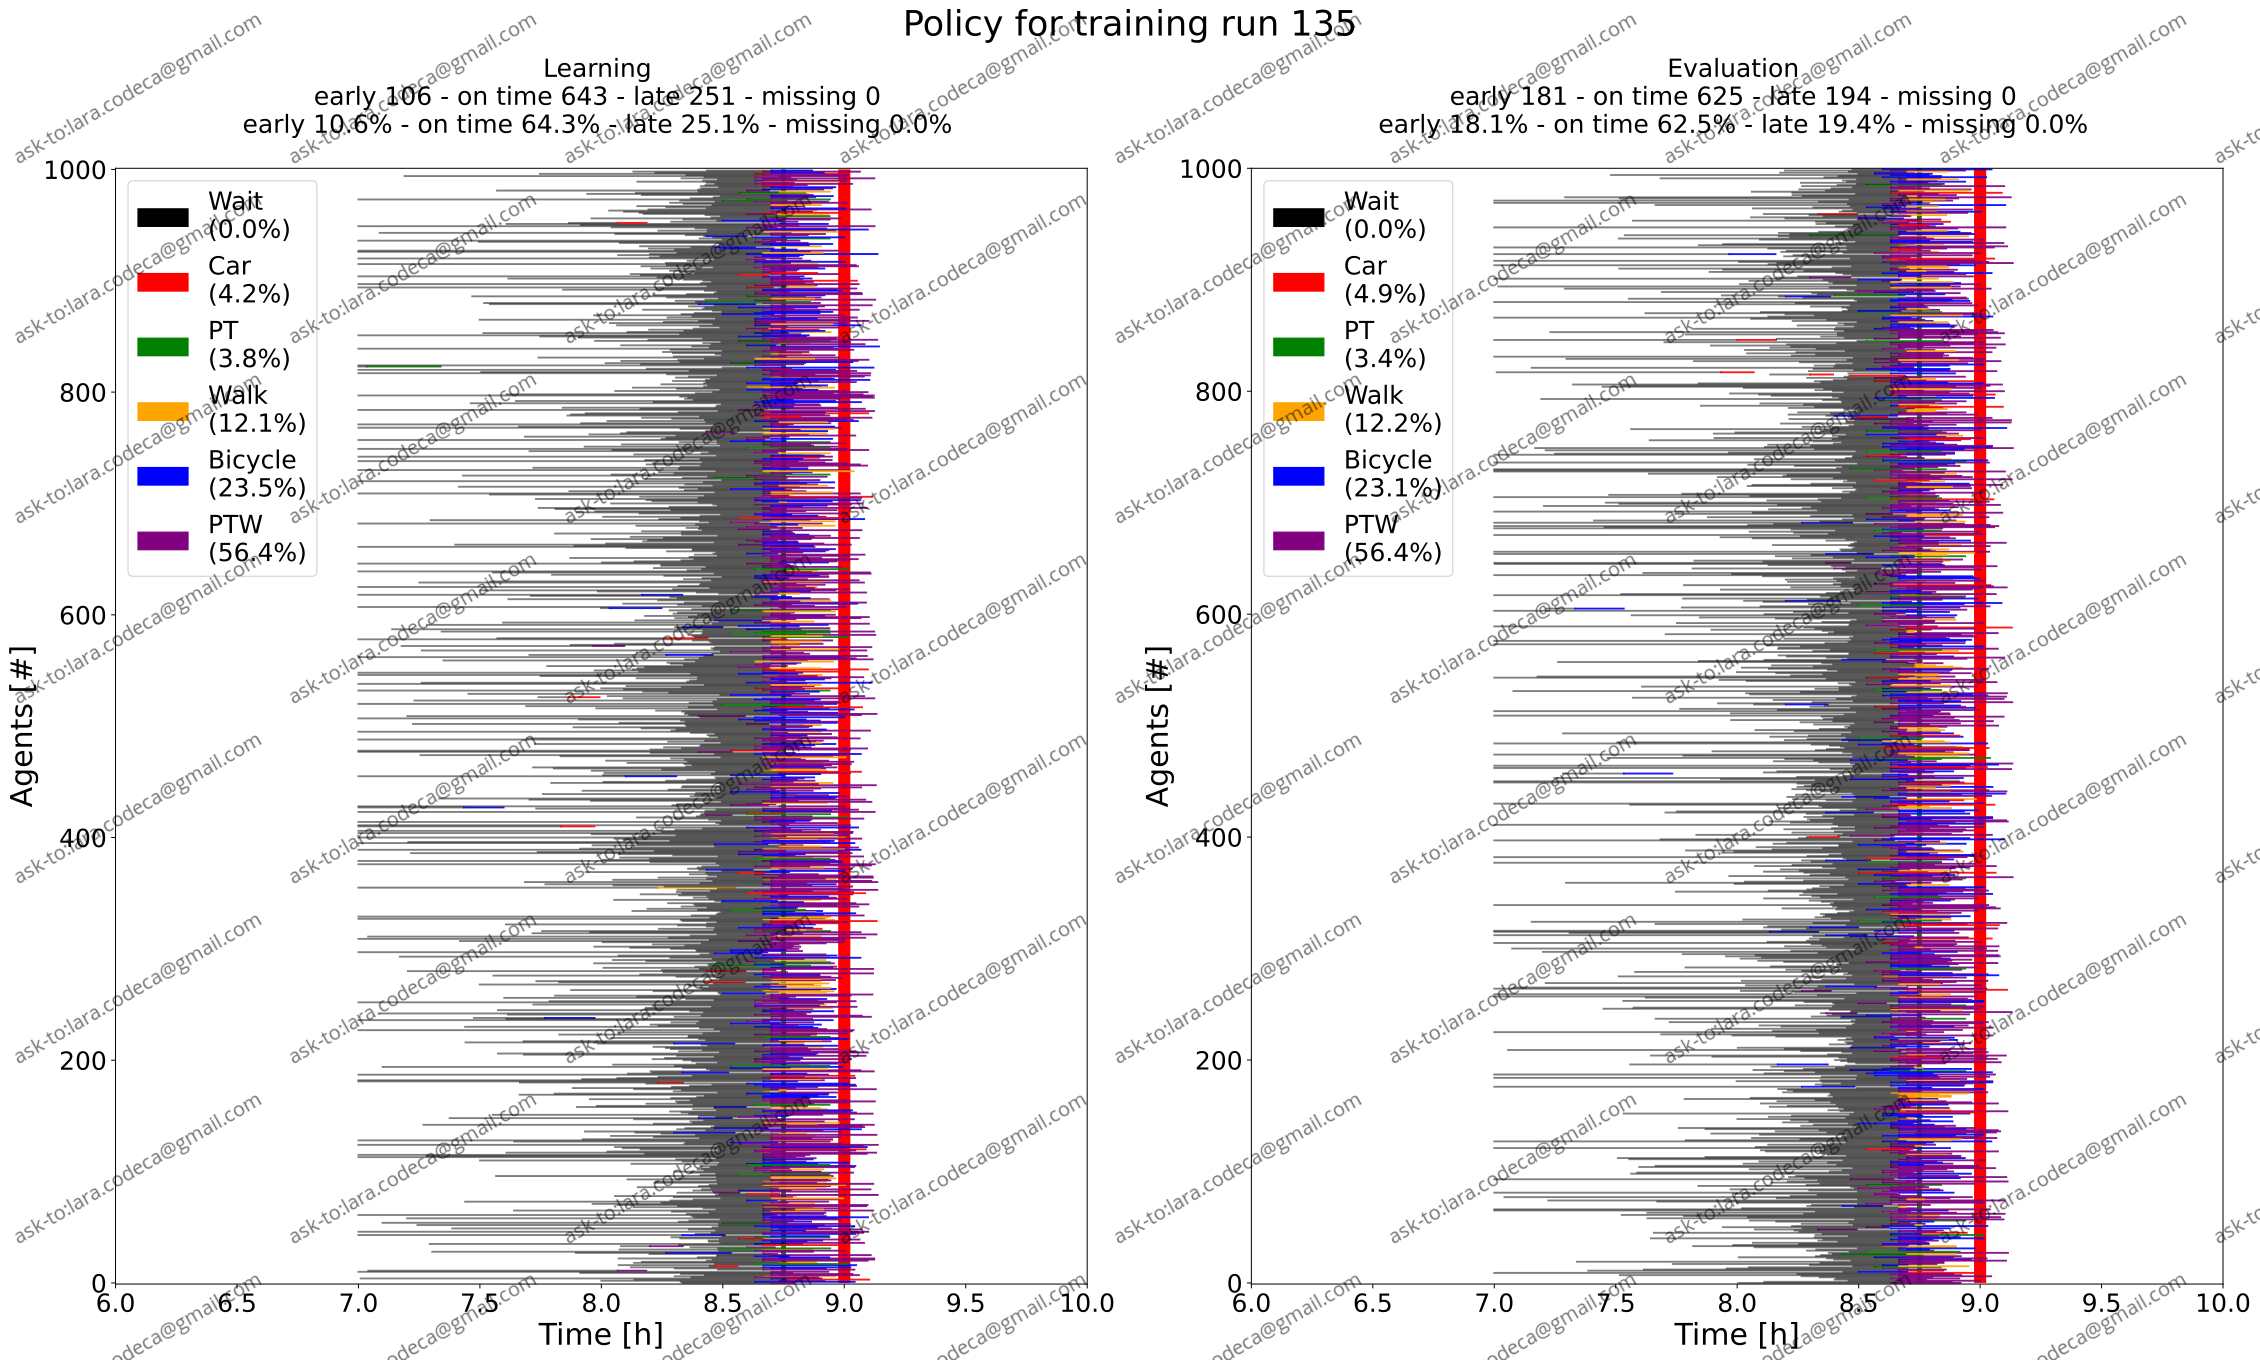 Policy for training run 135
Learning
early 106 - on time 643 - late 251 - missing 0
early 10.6% - on time 64.3% - late 25.1% - missing 0.0%
Wait
(0.0%)
Car
(4.2%)
PT
(3.8%)
Walk
(12.1%)
Bicycle
(23.5%)
PTW
(56.4%)
1000
800
600
400
200
0
Agents [#]
6.0 6.5 7.0 7.5 8.0 8.5 9.0 9.5 10.0
Time [h]
Evaluation
early 181 - on time 625 - late 194 - missing 0
early 18.1% - on time 62.5% - late 19.4% - missing 0.0%
Wait
(0.0%)
Car
(4.9%)
PT
(3.4%)
Walk
(12.2%)
Bicycle
(23.1%)
PTW
(56.4%)
1000
800
600
400
200
0
Agents [#]
6.0 6.5 7.0 7.5 8.0 8.5 9.0 9.5 10.0
Time [h]
ask-to:lara.codeca@gmail.com